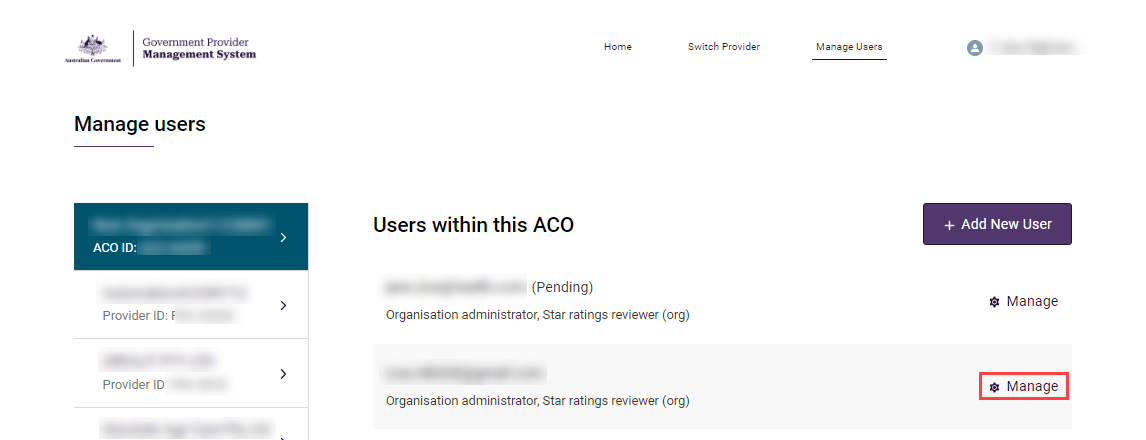 Australian Government
Government Provider
Management System
Home
Switch Provider
Manage Users
Manage users
ACO ID:
Provider ID:
Provider ID
Users within this ACO
+ Add New User
(Pending)
Organisation administrator, Star ratings reviewer (org)
Manage
Organisation administrator, Star ratings reviewer (org)
Manage